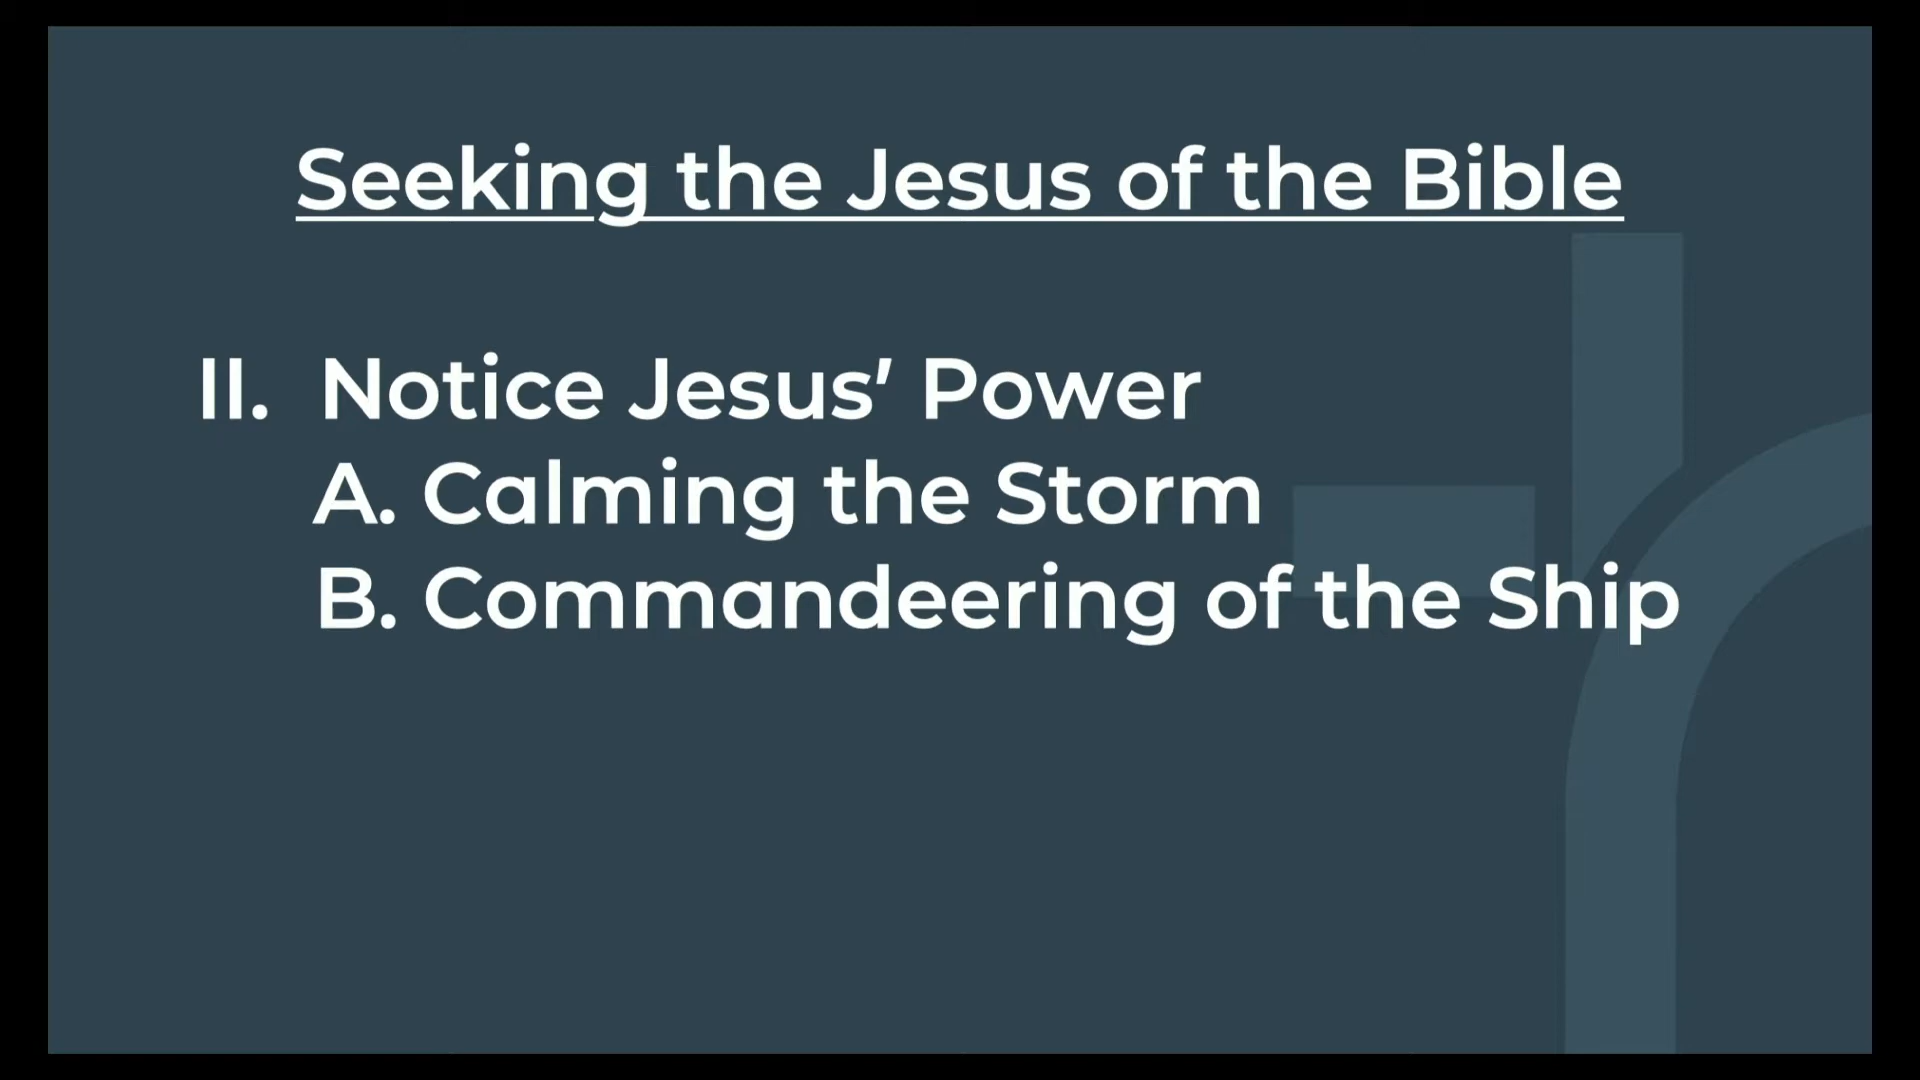 Seeking the Jesus of the Bible
II. Notice Jesus’ Power
A. Calming the Storm
B. Commandeering of the Ship